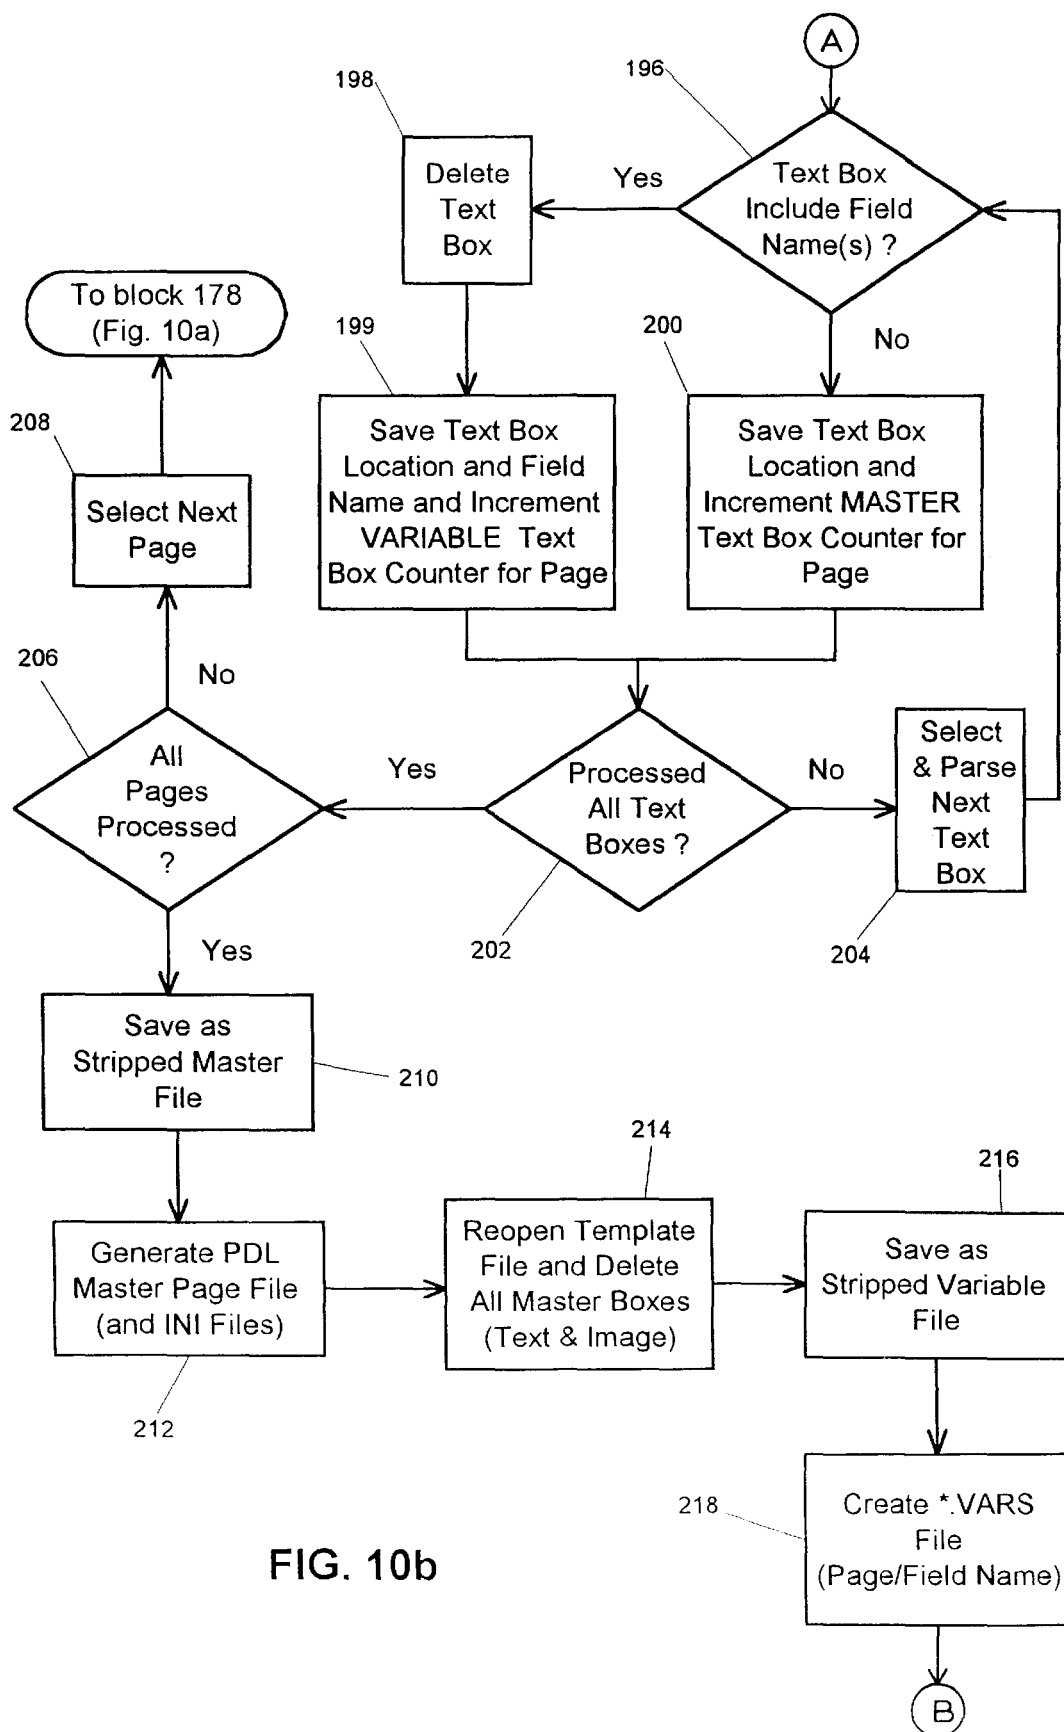 A
196
198
Text Box
Include Field
Name(s) ?
Yes
Delete
Text
Box
No
To block 178
(Fig. 10a)
199
200
Save Text Box
Location and Field
Name and Increment
VARIABLE Text
Box Counter for Page
Save Text Box
Location and
Increment MASTER
Text Box Counter for
Page
208
Select Next
Page
206
No
All
Pages
Processed
?
Yes
Processed
All Text
Boxes ?
No
Select
& Parse
Next
Text
Box
202
204
Yes
Save as
Stripped Master
File
210
Generate PDL
Master Page File
(and INI Files)
212
214
Reopen Template
File and Delete
All Master Boxes
(Text & Image)
216
Save as
Stripped Variable
File
218
Create *.VARS
File
(Page/Field Name)
FIG. 10b
B